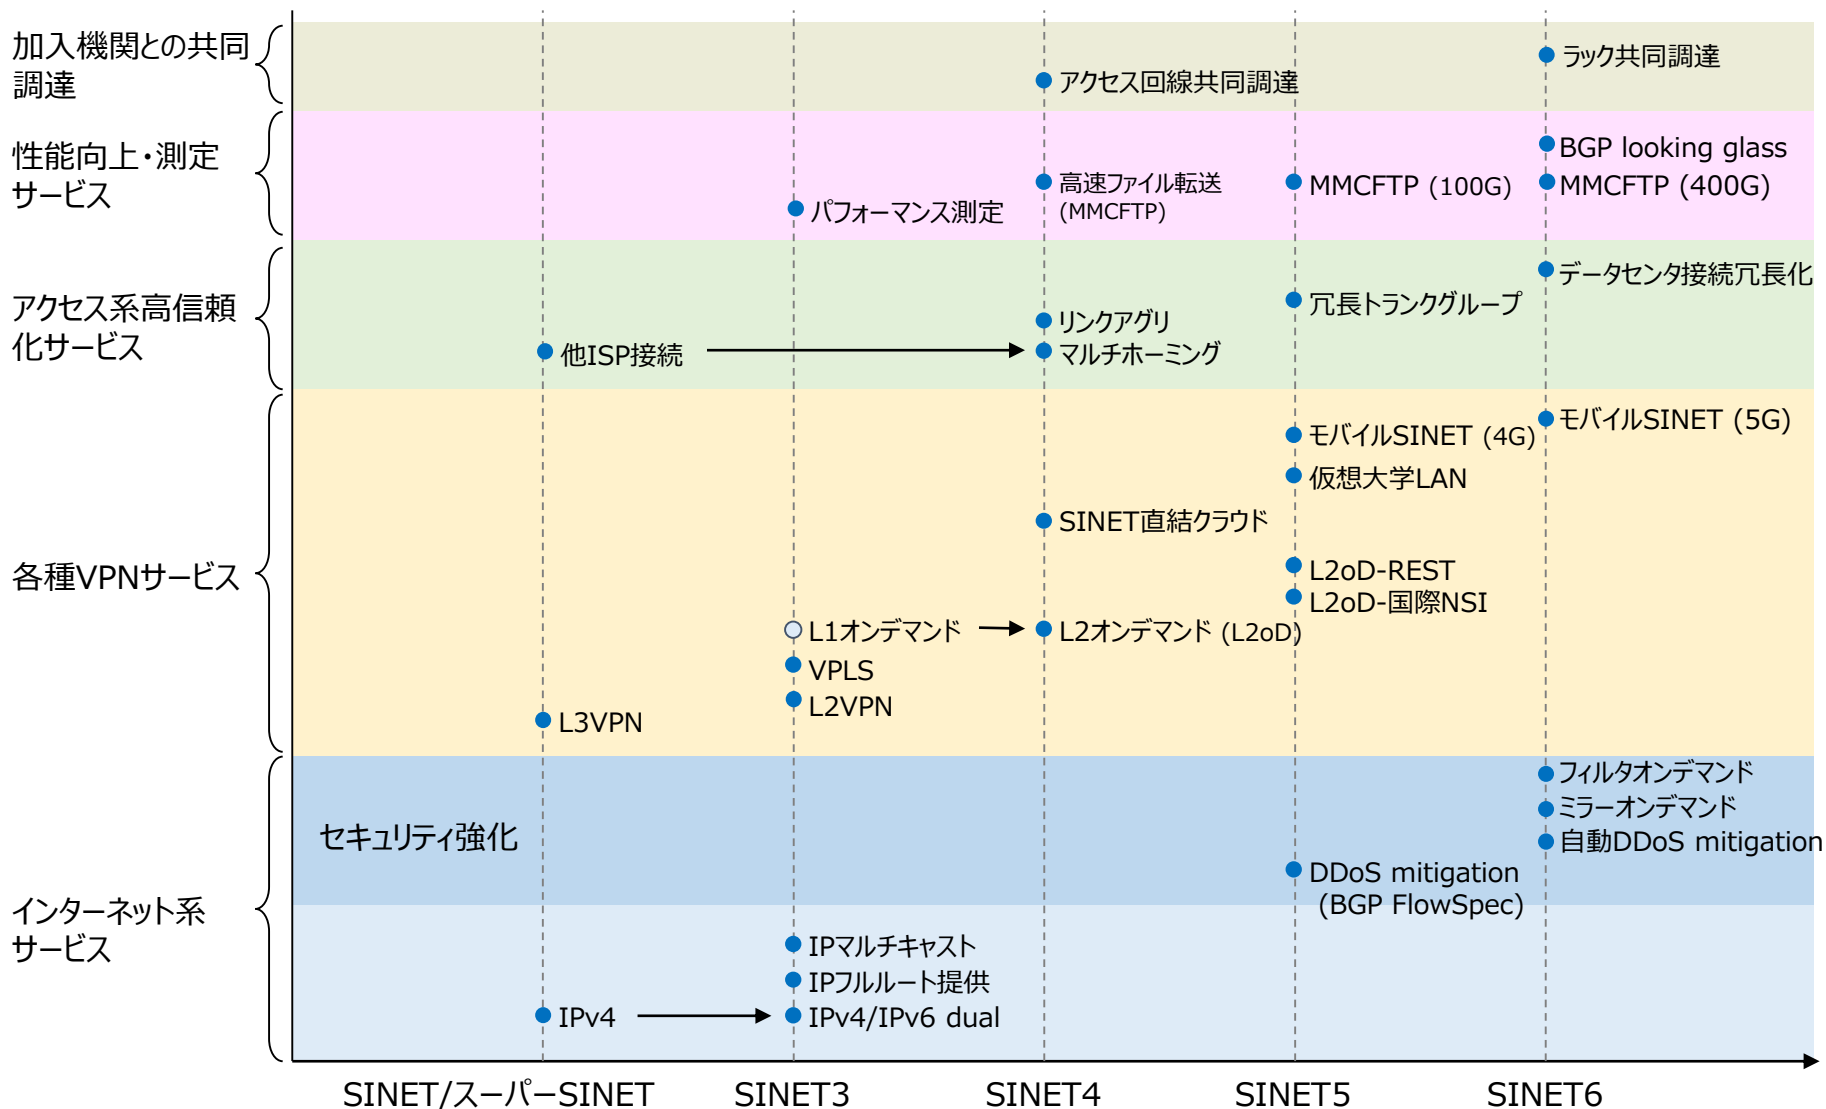 加入機関との共同
調達
ラック共同調達
アクセス回線共同調達
性能向上・測定
サービス
BGP looking glass
高速ファイル転送
(MMCFTP)
MMCFTP (100G)
MMCFTP (400G)
パフォーマンス測定
アクセス系高信頼
化サービス
データセンタ接続冗長化
冗長トランクグループ
リンクアグリ
他ISP接続
マルチホーミング
各種VPNサービス
モバイルSINET (5G)
モバイルSINET (4G)
仮想大学LAN
SINET直結クラウド
L2oD-REST
L2oD-国際NSI
L1オンデマンド
L2オンデマンド (L2oD)
VPLS
L2VPN
L3VPN
インターネット系
サービス
セキュリティ強化
フィルタオンデマンド
ミラーオンデマンド
自動DDoS mitigation
DDoS mitigation
(BGP FlowSpec)
IPマルチキャスト
IPフルルート提供
IPv4
IPv4/IPv6 dual
SINET/スーパーSINET
SINET3
SINET4
SINET5
SINET6